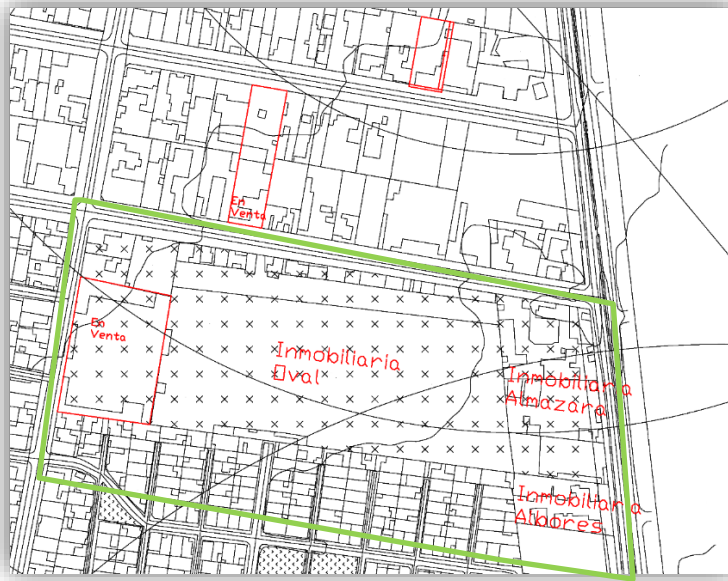 En
Venta
En
Venta
Inmobiliaria
Oval
Inmobiliaria
Almazara
Inmobiliaria
Albores